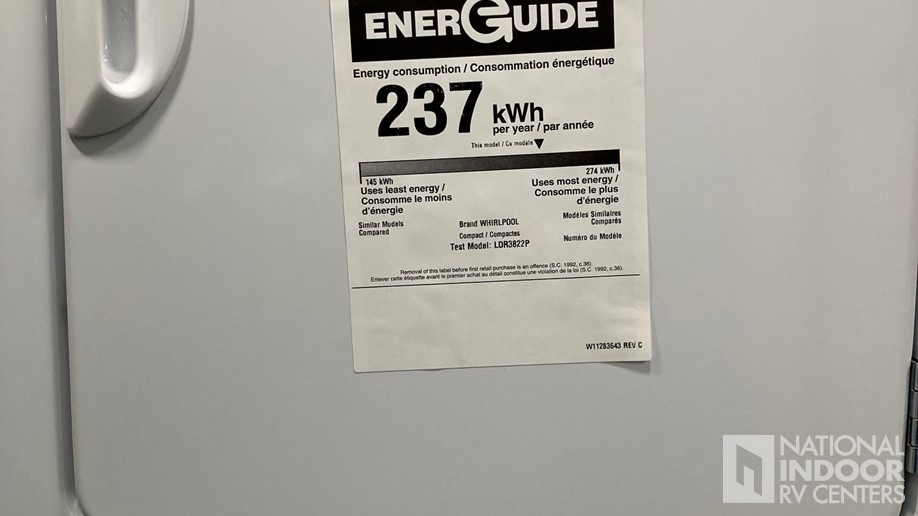 ENERGUIDE
Energy consumption / Consommation énergétique
237 kWh
per year / par année
This model / Ce modèle
145 kWh
274 kWh
Uses least energy /
Consomme le moins
d'énergie
Uses most energy /
Consomme le plus
d'énergie
Similar Models
Compared
Brand WHIRLPOOL
Compact / Compactes
Test Model: LDR3822P
Modèles Similaires
Comparés
Numéro du Modèle
Removal of this label before first retail purchase is an offence (S.C. 1992, c.36).
Enlever cette étiquette avant le premier achat au détail constitue une violation de la loi (S.C. 1992, c.36).
W11283643 REV C
NATIONAL
INDOOR
RV CENTERS